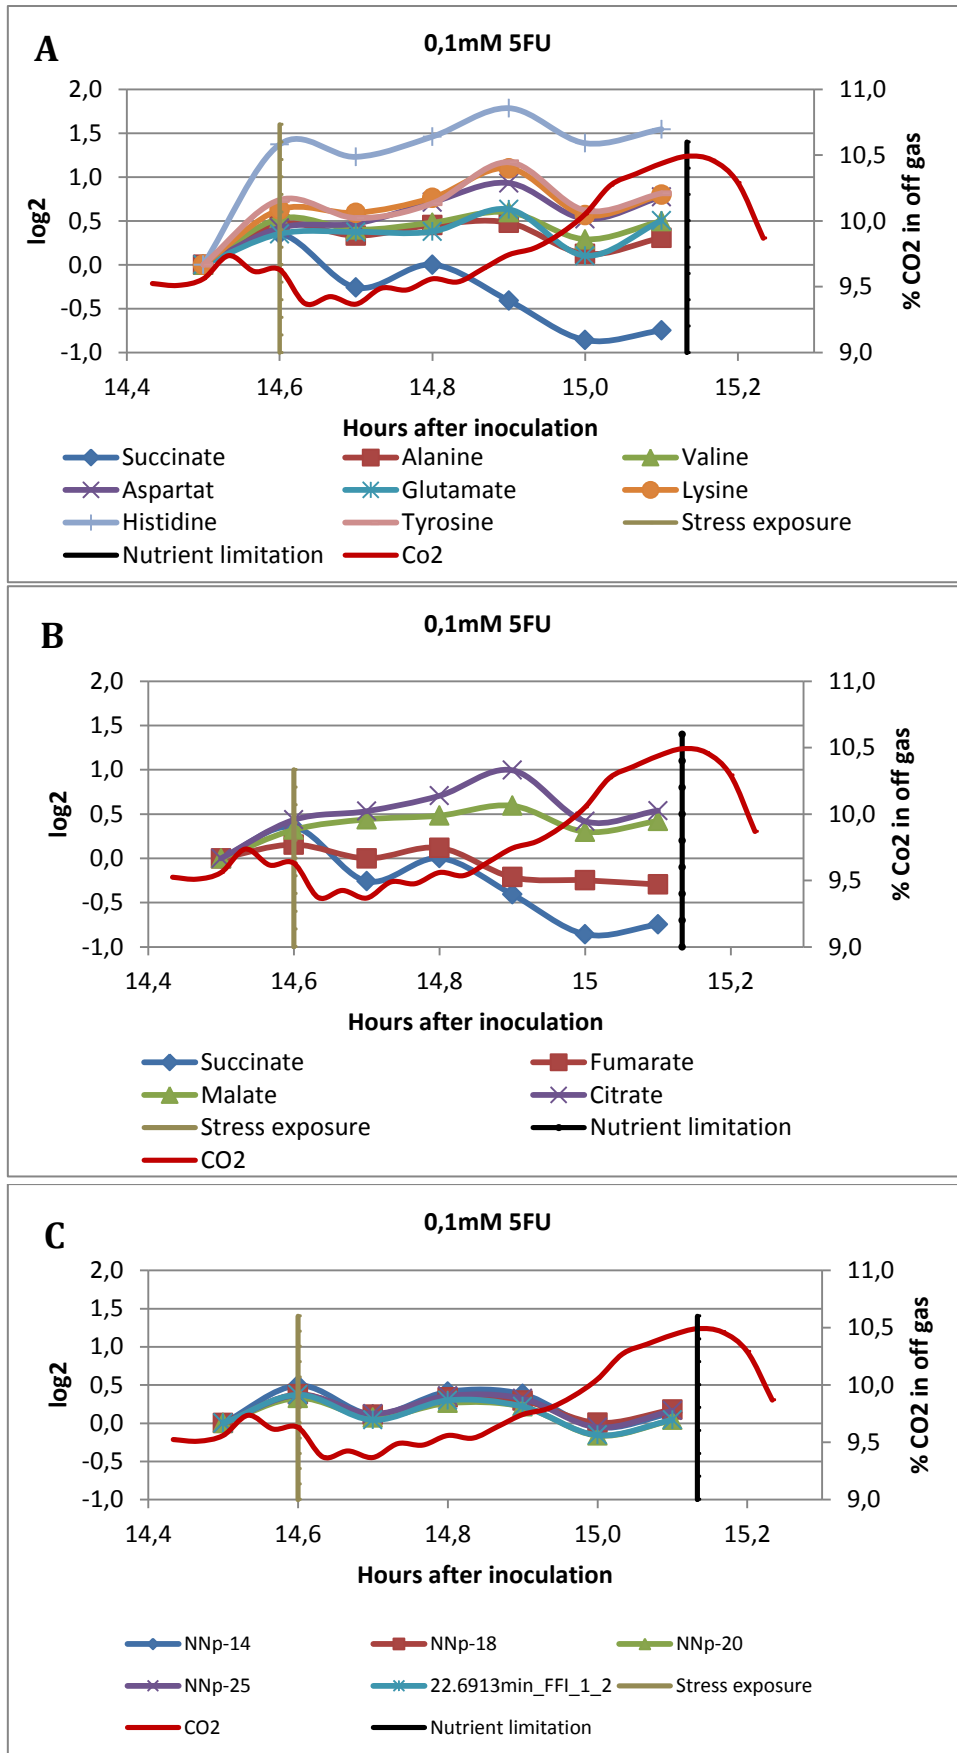 A
0,1mM 5FU
2,0
1,5
1,0
0,5
0,0
-0,5
-1,0
log2
11,0
10,5
10,0
9,5
9,0
% CO2 in off gas
14,4 14,6 14,8 15,0 15,2
Hours after inoculation
Succinate Alanine Valine
Aspartat Glutamate Lysine
Histidine Tyrosine Stress exposure
Nutrient limitation Co2
B
0,1mM 5FU
2,0
1,5
1,0
0,5
0,0
-0,5
-1,0
log2
11,0
10,5
10,0
9,5
9,0
% Co2 in off gas
14,4 14,6 14,8 15 15,2
Hours after inoculation
Succinate Fumarate
Malate Citrate
Stress exposure Nutrient limitation
CO2
C
0,1mM 5FU
2,0
1,5
1,0
0,5
0,0
-0,5
-1,0
log2
11,0
10,5
10,0
9,5
9,0
% CO2 in off gas
14,4 14,6 14,8 15,0 15,2
Hours after inoculation
NNp-14 NNp-18 NNp-20
NNp-25 22.6913min_FFI_1_2 Stress exposure
CO2 Nutrient limitation